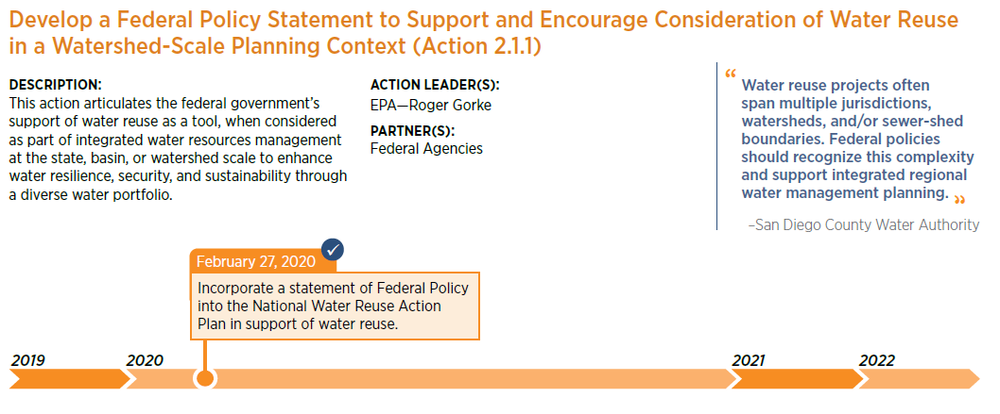 Develop a Federal Policy Statement to Support and Encourage Consideration of Water Reuse
in a Watershed-Scale Planning Context (Action 2.1.1)
DESCRIPTION:
This action articulates the federal government’s
support of water reuse as a tool, when considered
as part of integrated water resources management
at the state, basin, or watershed scale to enhance
water resilience, security, and sustainability through
a diverse water portfolio.
ACTION LEADER(S):
EPA—Roger Gorke
PARTNER(S):
Federal Agencies
“ Water reuse projects often
span multiple jurisdictions,
watersheds, and/or sewer-shed
boundaries. Federal policies
should recognize this complexity
and support integrated regional
water management planning. ”
–San Diego County Water Authority
February 27, 2020
Incorporate a statement of Federal Policy
into the National Water Reuse Action
Plan in support of water reuse.
2019 2020 2021 2022